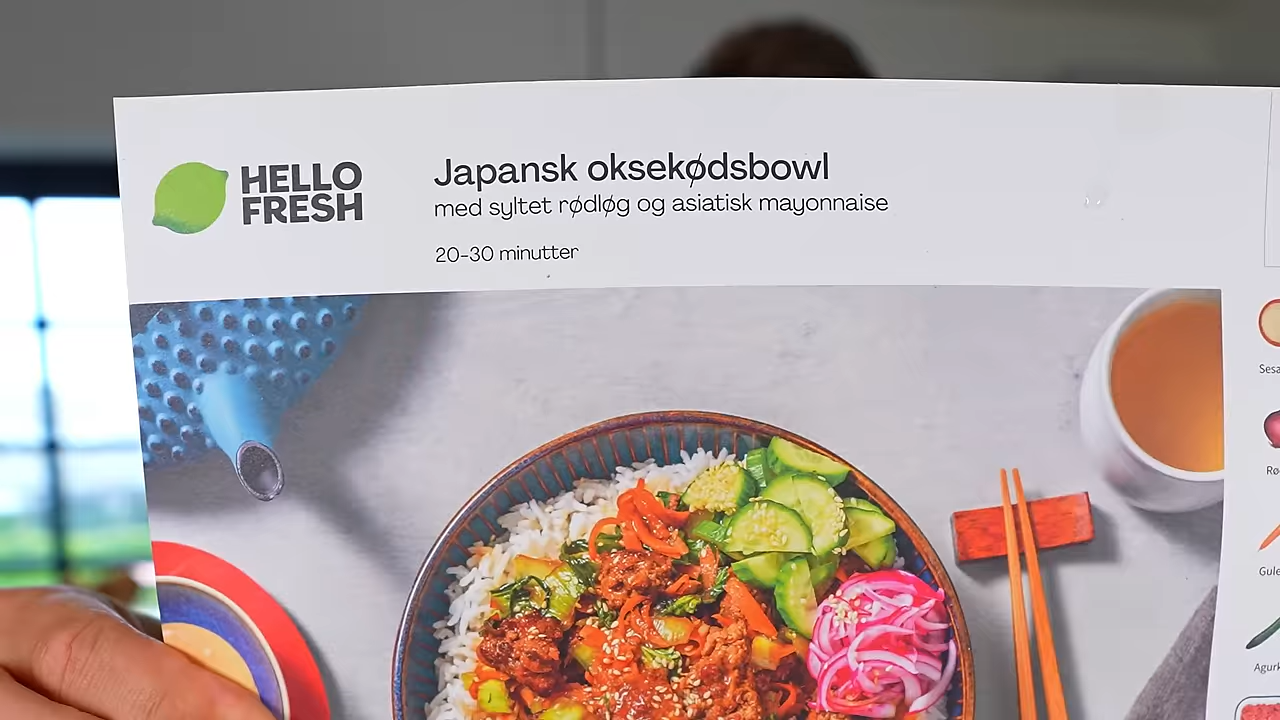 HELLO
FRESH
Japansk oksekødsbowl
med syltet rødløg og asiatisk mayonnaise
20-30 minutter